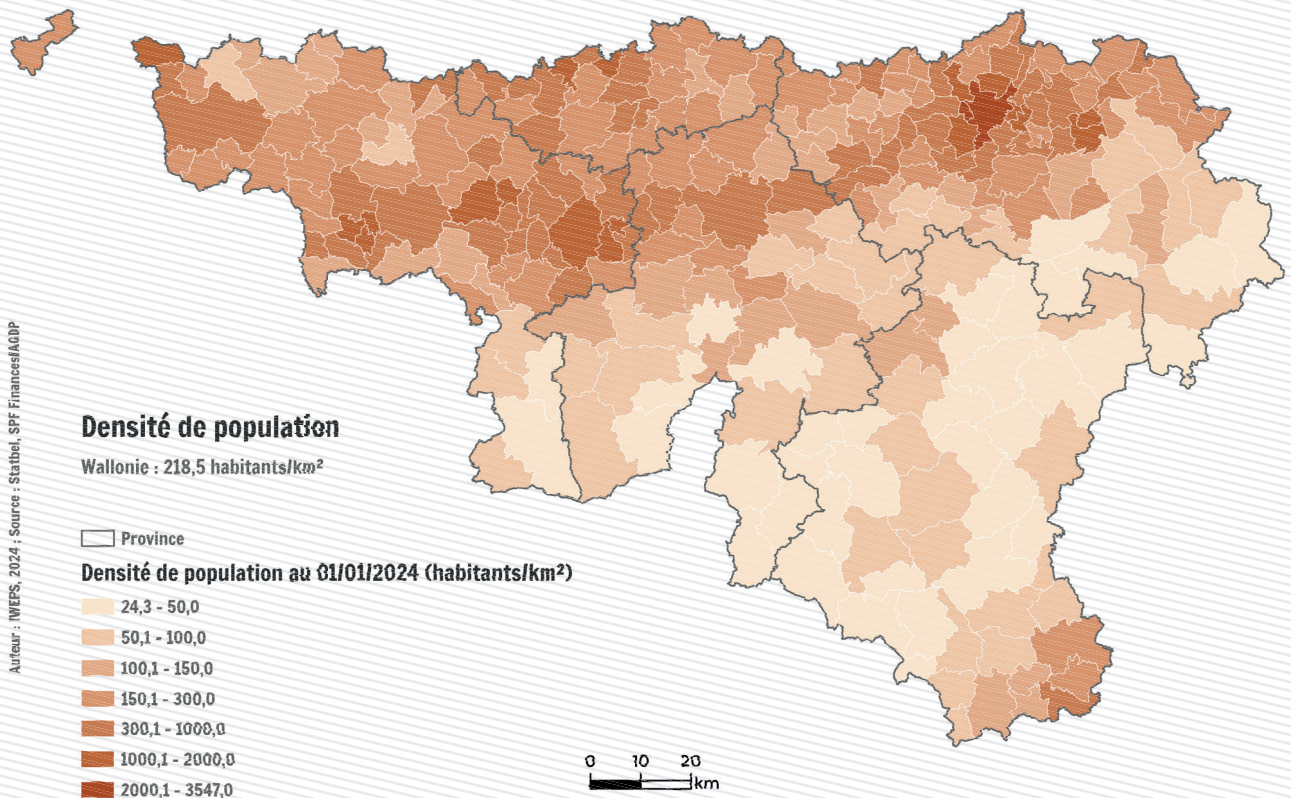 Densité de population
Wallonie : 218,5 habitants/km²
Province
Densité de population au 01/01/2024 (habitants/km²)
24,3 - 50,0
50,1 - 100,0
100,1 - 150,0
150,1 - 300,0
300,1 - 1000,0
1000,1 - 2000,0
2000,1 - 3547,0
0 10 20
km
Auteur : IWEPS, 2024 ; Source : Statbel, SPF Finances/AGDP